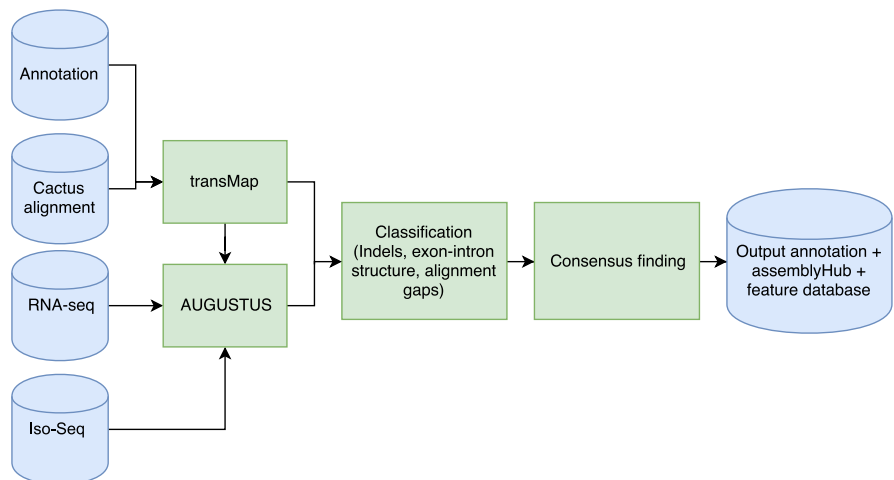 Annotation
Cactus
alignment
RNA-seq
Iso-Seq
transMap
AUGUSTUS
Classification
(Indels, exon-intron
structure, alignment
gaps)
Consensus finding
Output annotation +
assemblyHub +
feature database